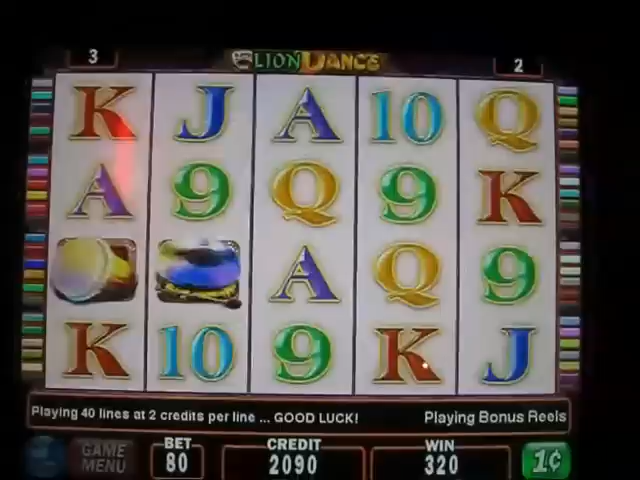 3
LION DANCE
2
K J A 10 Q
A 9 Q 9 K
A Q 9
K 10 9 K J
Playing 40 lines at 2 credits per line ... GOOD LUCK!
Playing Bonus Reels
GAME MENU
BET 80
CREDIT 2090
WIN 320
1¢